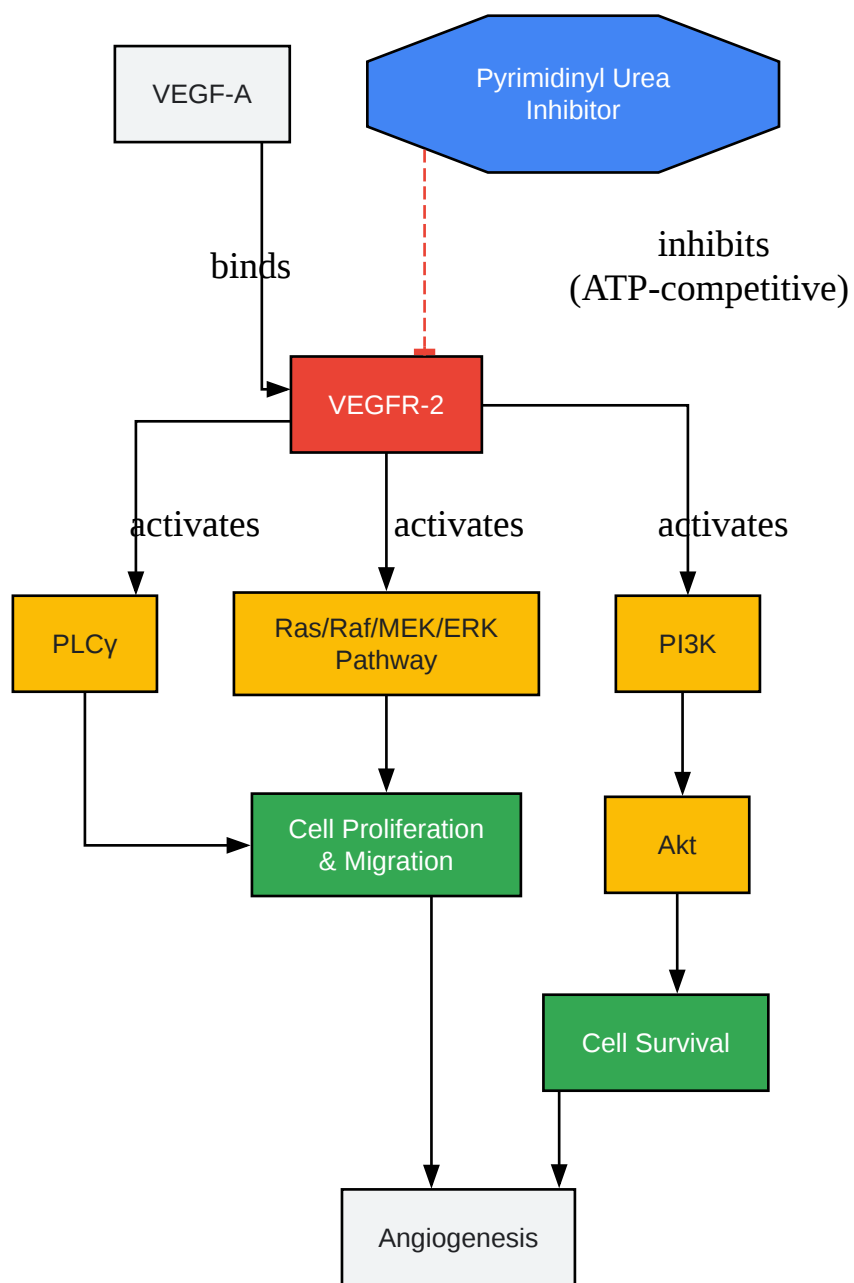 VEGF-A
Pyrimidinyl Urea
Inhibitor
binds
inhibits
(ATP-competitive)
VEGFR-2
activates
activates
activates
PLCγ
Ras/Raf/MEK/ERK
Pathway
PI3K
Cell Proliferation
& Migration
Akt
Cell Survival
Angiogenesis